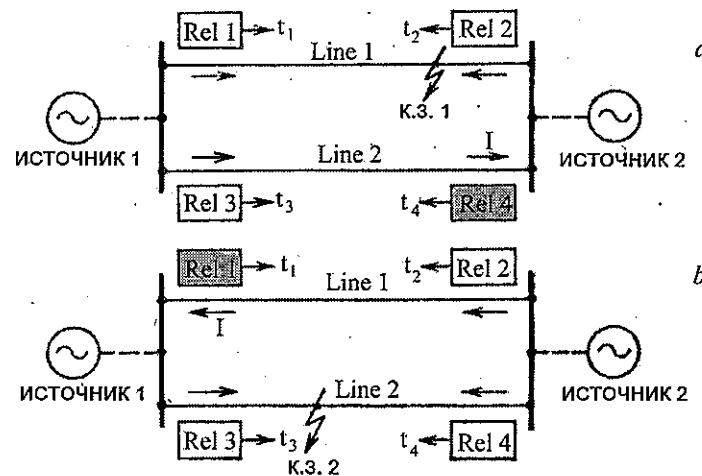 Rel 1 t₁ t₂ Rel 2 a
Line 1
К.З. 1
Line 2 I
ИСТОЧНИК 1 ИСТОЧНИК 2
Rel 3 t₃ t₄ Rel 4
Rel 1 t₁ t₂ Rel 2 b
Line 1
I
ИСТОЧНИК 1 Line 2 ИСТОЧНИК 2
Rel 3 t₃ t₄ Rel 4
К.З. 2